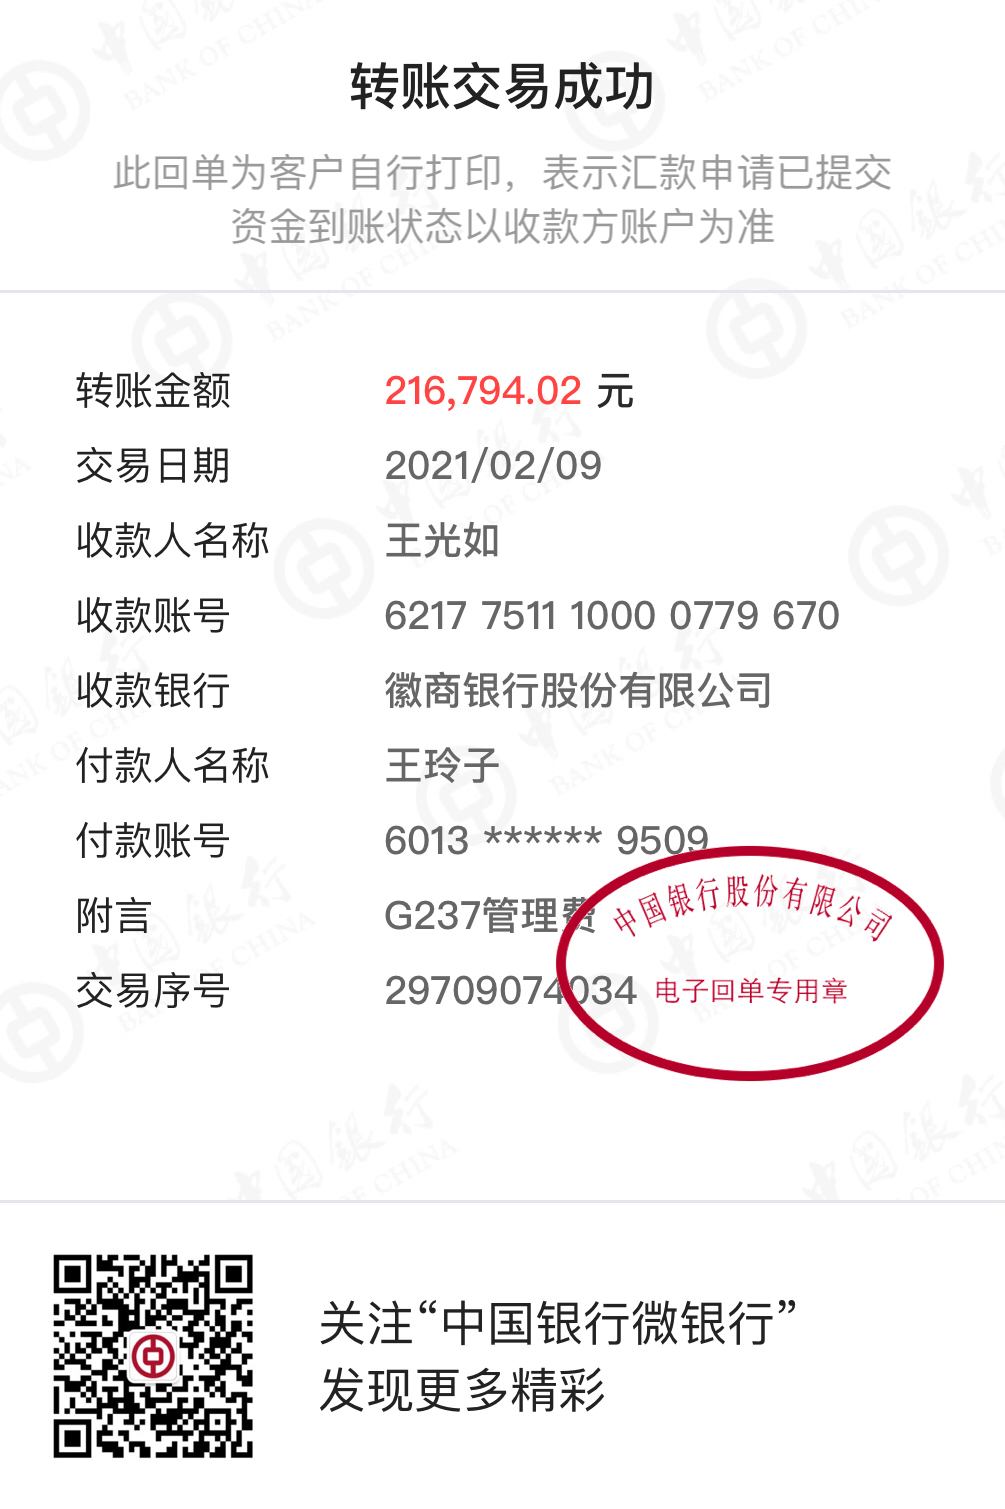 转账交易成功
此回单为客户自行打印，表示汇款申请已提交
资金到账状态以收款方账户为准
转账金额 216,794.02 元
交易日期 2021/02/09
收款人名称 王光如
收款账号 6217 7511 1000 0779 670
收款银行 徽商银行股份有限公司
付款人名称 王玲子
付款账号 6013 ****** 9509
附言 G237管理费
交易序号 29709074034
中国银行股份有限公司
电子回单专用章
关注“中国银行微银行”
发现更多精彩
中国银行
BANK OF CHINA